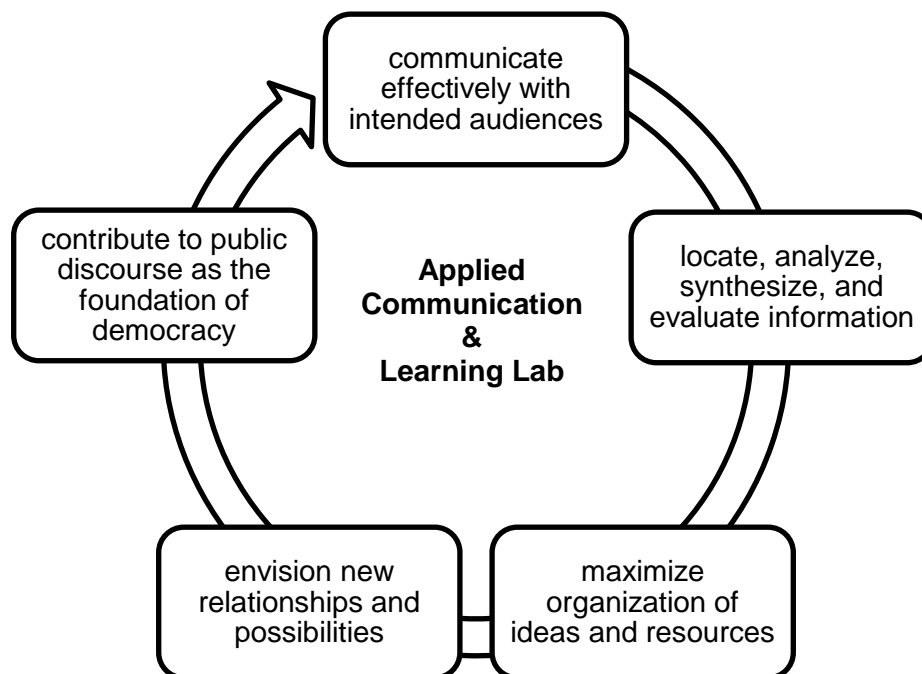 communicate
effectively with
intended audiences
locate, analyze,
synthesize, and
evaluate information
maximize
organization of
ideas and resources
envision new
relationships and
possibilities
contribute to public
discourse as the
foundation of
democracy
Applied
Communication
&
Learning Lab